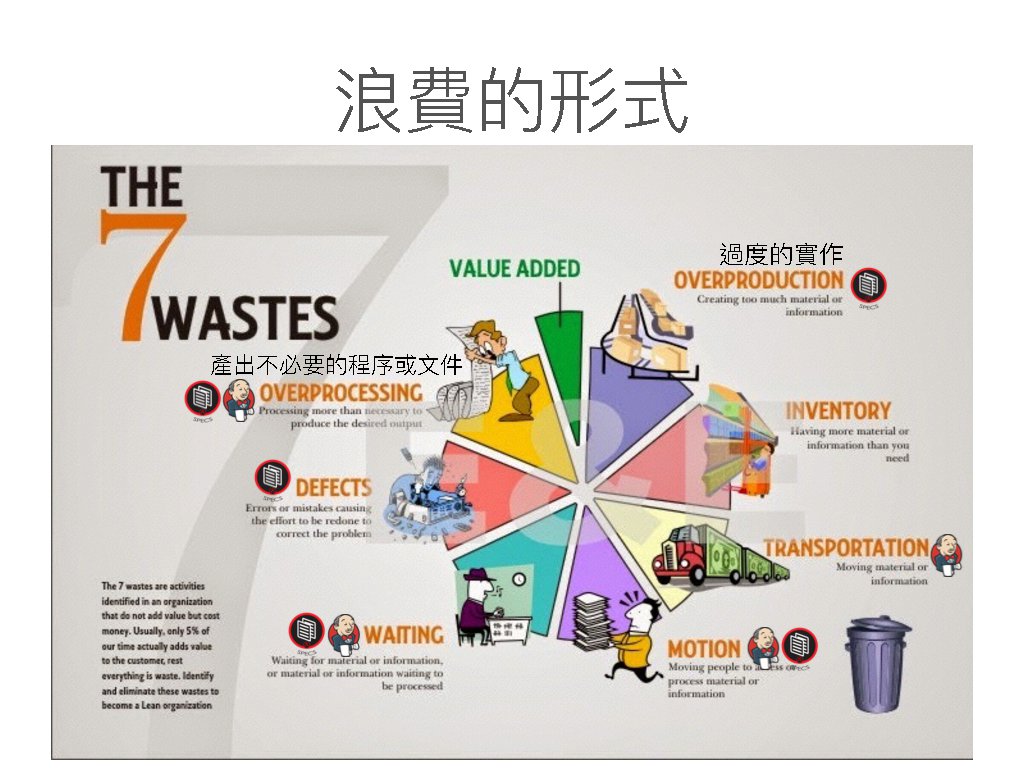 浪費的形式
THE
7 WASTES
VALUE ADDED
過度的實作
OVERPRODUCTION
Creating too much material or
information
SPECS
產出不必要的程序或文件
OVERPROCESSING
Processing more than necessary to
produce the desired output
SPECS
INVENTORY
Having more material or
information than you
need
DEFECTS
Errors or mistakes causing
the effort to be redone to
correct the problem
SPECS
TRANSPORTATION
Moving material or
information
The 7 wastes are activities
identified in an organization
that do not add value but cost
money. Usually, only 5% of
our time actually adds value
to the customer, rest
everything is waste. Identify
and eliminate these wastes to
become a Lean organization
WAITING
Waiting for material or information,
or material or information waiting to
be processed
SPECS
MOTION
Moving people to access or
process material or
information
SPECS